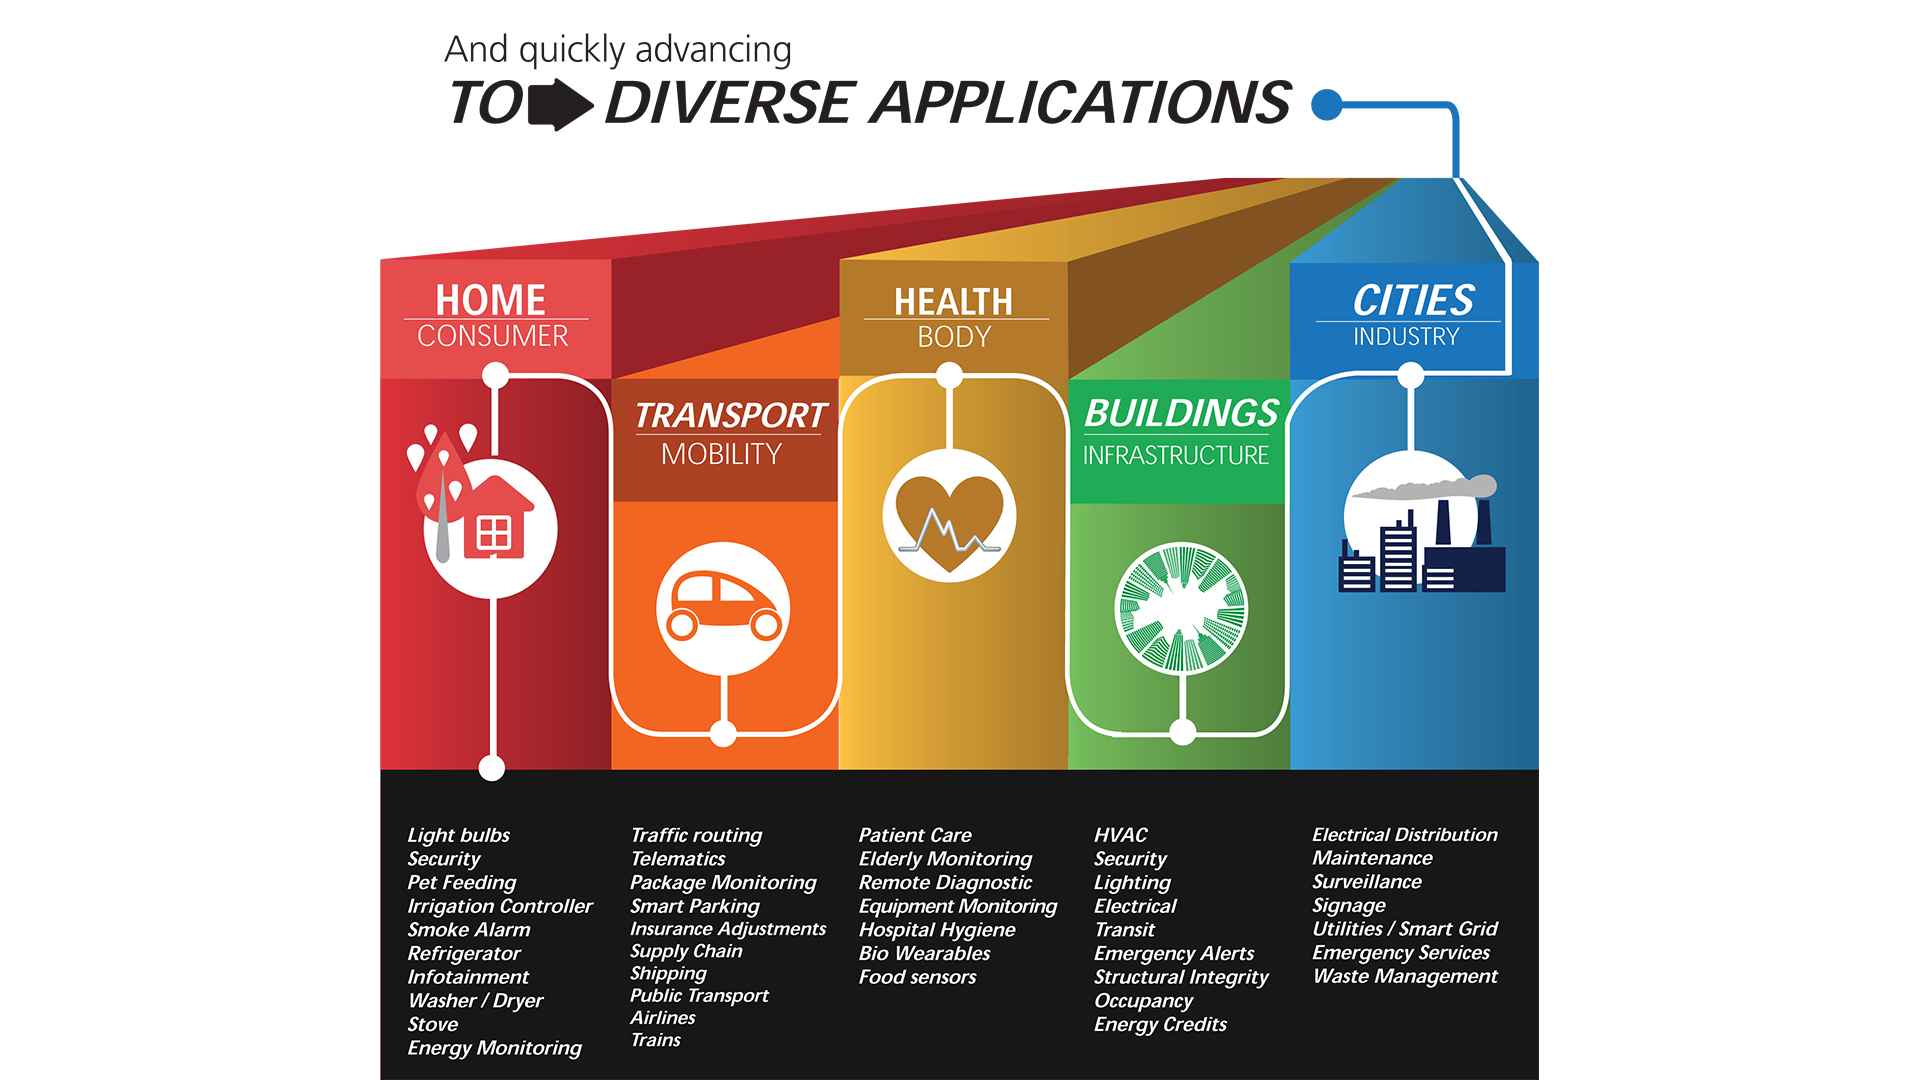 And quickly advancing
TO DIVERSE APPLICATIONS
HOME
CONSUMER
TRANSPORT
MOBILITY
HEALTH
BODY
BUILDINGS
INFRASTRUCTURE
CITIES
INDUSTRY
Light bulbs
Security
Pet Feeding
Irrigation Controller
Smoke Alarm
Refrigerator
Infotainment
Washer / Dryer
Stove
Energy Monitoring
Traffic routing
Telematics
Package Monitoring
Smart Parking
Insurance Adjustments
Supply Chain
Shipping
Public Transport
Airlines
Trains
Patient Care
Elderly Monitoring
Remote Diagnostic
Equipment Monitoring
Hospital Hygiene
Bio Wearables
Food sensors
HVAC
Security
Lighting
Electrical
Transit
Emergency Alerts
Structural Integrity
Occupancy
Energy Credits
Electrical Distribution
Maintenance
Surveillance
Signage
Utilities / Smart Grid
Emergency Services
Waste Management